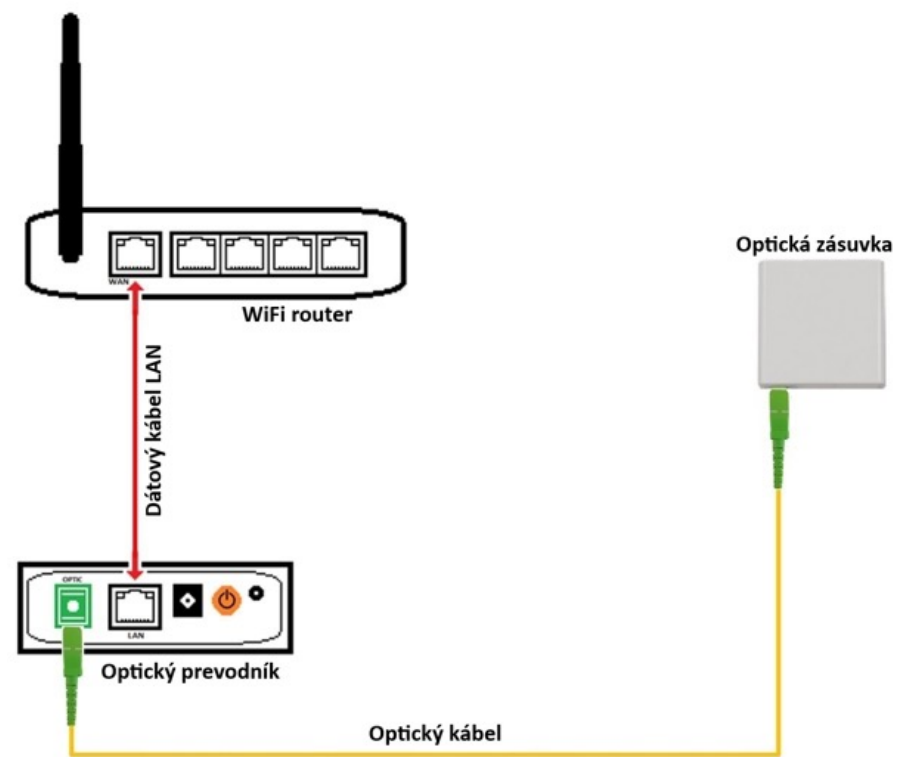 Optická zásuvka
WAN
WiFi router
Dátový kábel LAN
OPTIC
LAN
Optický prevodník
Optický kábel